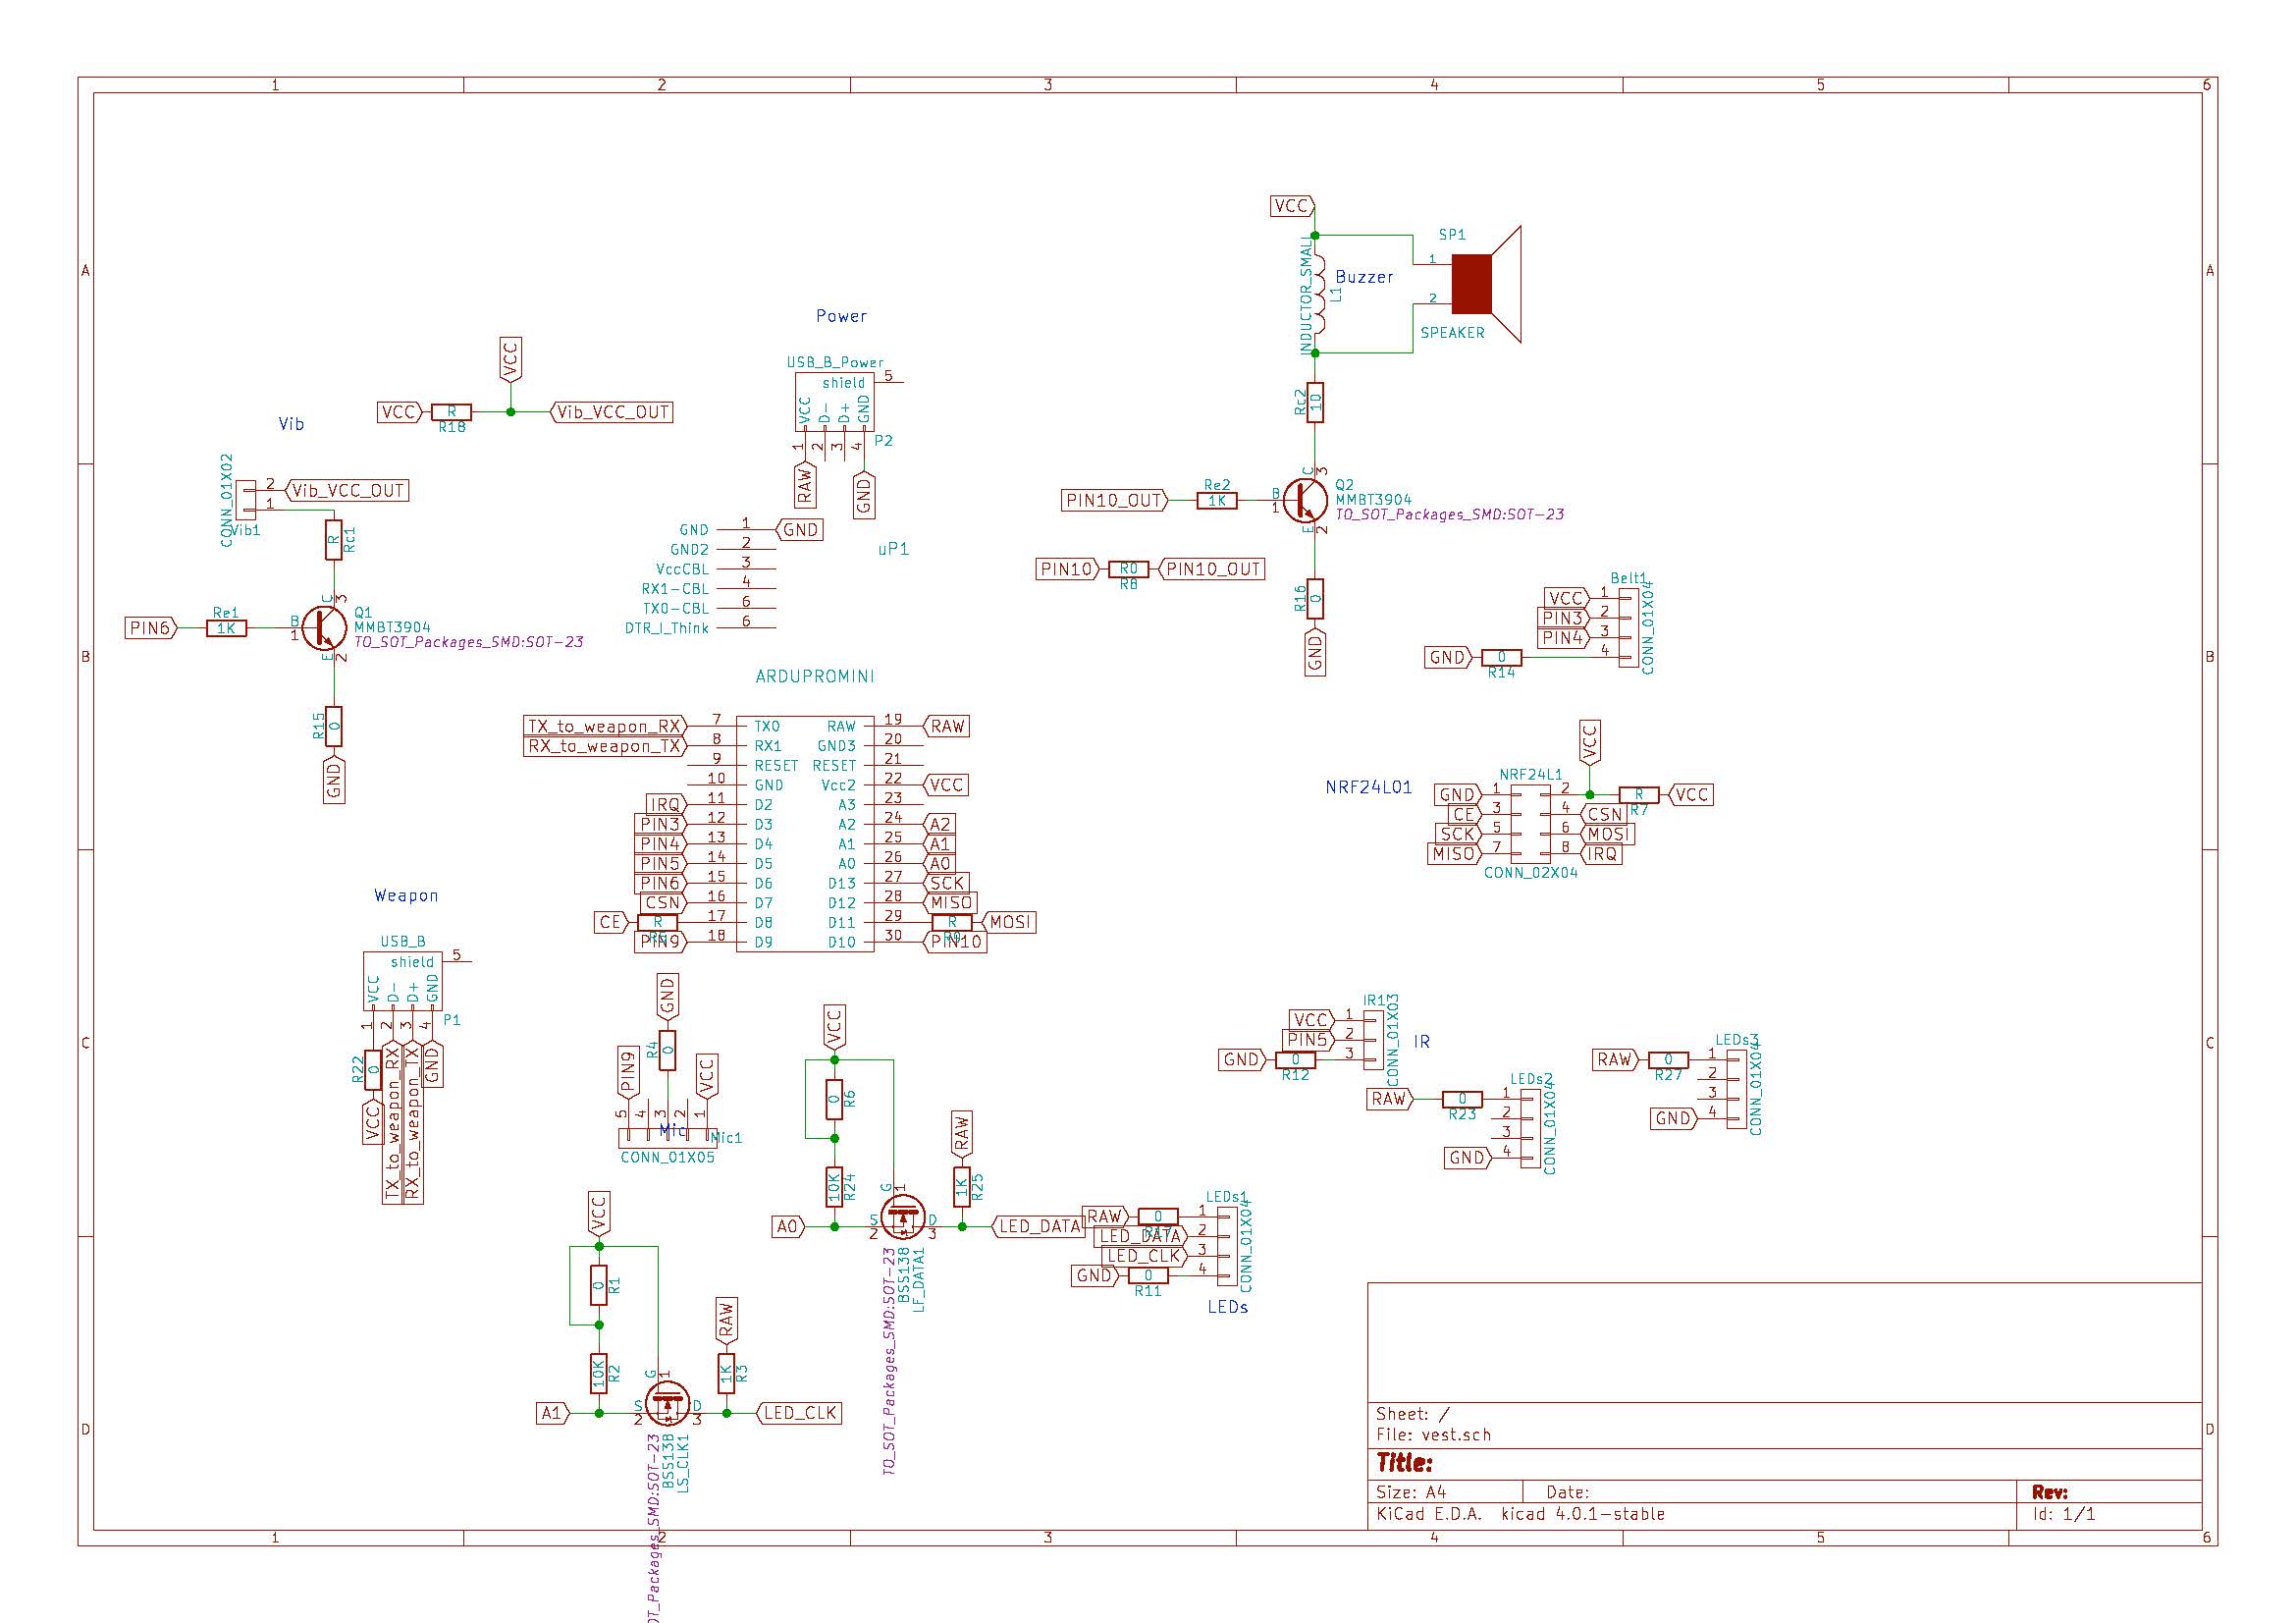 1 2 3 4 5 6
A
B
C
D
A
B
C
D
VCC
SP1
1
2
SPEAKER
INDUCTOR_SMALL
L1
Buzzer
Rc2
10
PIN10_OUT
Re2
1K
B
1
C
3
E
2
Q2
MMBT3904
TO_SOT_Packages_SMD:SOT-23
PIN10
R0
R8
PIN10_OUT
R16
0
GND
Power
USB_B_Power
shield
5
VCC
D-
D+
GND
1
2
3
4
P2
RAW
GND
VCC
VCC
R
R18
Vib_VCC_OUT
Vib
CONN_01X02
2
1
Vib_VCC_OUT
Vib1
R
Rc1
PIN6
Re1
1K
B
1
C
3
E
2
Q1
MMBT3904
TO_SOT_Packages_SMD:SOT-23
R15
0
GND
GND 1 GND
GND2 2
VccCBL 3
RX1-CBL 4
TX0-CBL 6
DTR_I_Think 6
uP1
ARDUPROMINI
TX_to_weapon_RX 7 TX0 RAW 19 RAW
RX_to_weapon_TX 8 RX1 GND3 20
9 RESET RESET 21
10 GND Vcc2 22 VCC
IRQ 11 D2 A3 23
PIN3 12 D3 A2 24 A2
PIN4 13 D4 A1 25 A1
PIN5 14 D5 A0 26 A0
PIN6 15 D6 D13 27 SCK
CSN 16 D7 D12 28 MISO
CE R 17 D8 D11 29 R MOSI
PIN9 18 D9 D10 30 PIN10
Belt1
VCC 1
PIN3 2
PIN4 3
GND 0 4
R14
CONN_01X04
NRF24L01
VCC
NRF24L1
GND 1 2 R VCC
R7
CE 3 4 CSN
SCK 5 6 MOSI
MISO 7 8 IRQ
CONN_02X04
Weapon
USB_B
shield
5
VCC
D-
D+
GND
1
2
3
4
P1
R22
0
VCC
TX_to_weapon_RX
RX_to_weapon_TX
GND
GND
R4
0
PIN9
VCC
5
4
3
2
1
Mic
Mic1
CONN_01X05
VCC
0
R6
10K
R24
A0
S
2
G
1
D
3
BSS138
LF_DATA1
TO_SOT_Packages_SMD:SOT-23
RAW
1K
R25
LED_DATA
VCC
0
R1
10K
R2
A1
S
2
G
1
D
3
BSS138
LS_CLK1
OT_Packages_SMD:SOT-23
RAW
1K
R3
LED_CLK
LEDs1
RAW 0 1
LED_DATA 2
LED_CLK 3
GND 0 4
R11
CONN_01X04
LEDs
IR13
VCC 1
PIN5 2
GND 0 3
R12
CONN_01X03
IR
LEDs2
RAW 0 1
R23
2
3
GND 4
CONN_01X04
LEDs3
RAW 0 1
R27
2
3
GND 4
CONN_01X04
Sheet: /
File: vest.sch
Title:
Size: A4 Date: Rev:
KiCad E.D.A. kicad 4.0.1-stable Id: 1/1
1 2 3 4 5 6